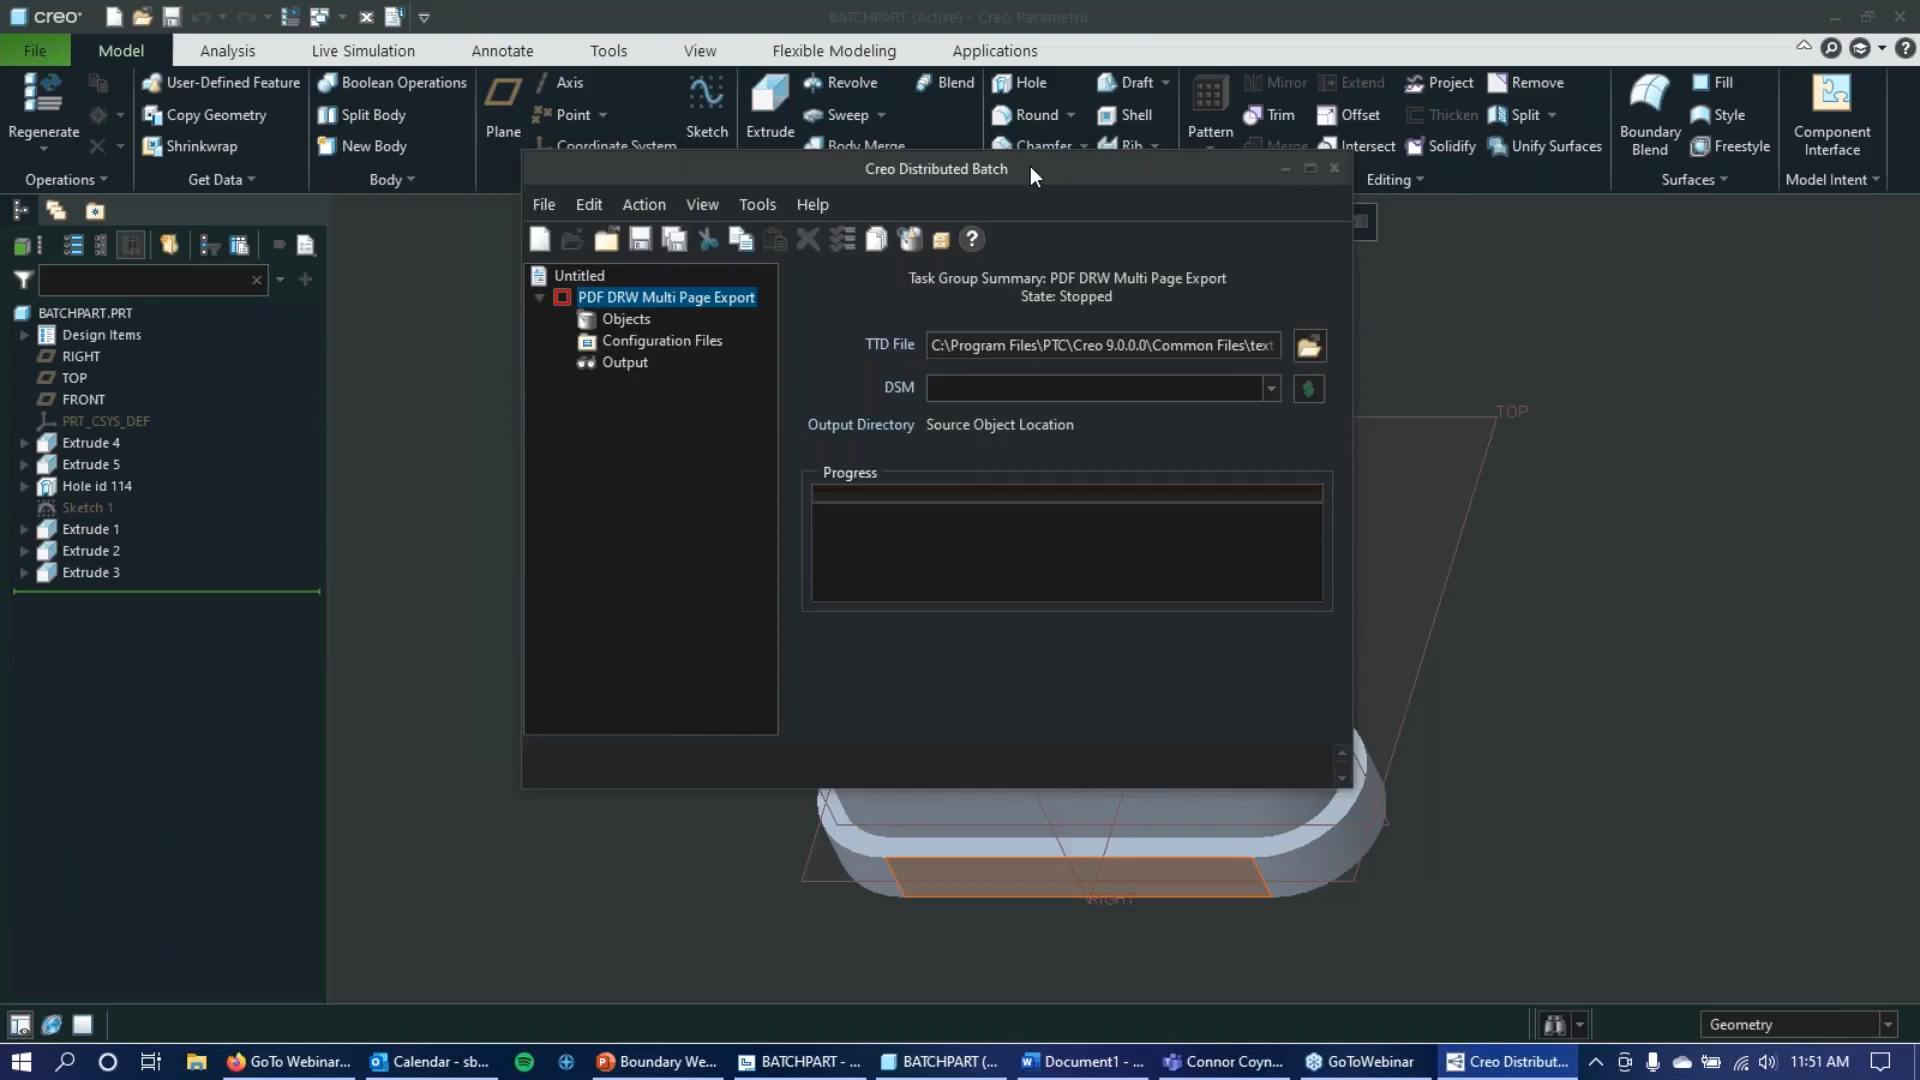 creo
BATCHPART (Active) - Creo Parametric
File Model Analysis Live Simulation Annotate Tools View Flexible Modeling Applications
Regenerate
Operations
User-Defined Feature
Copy Geometry
Shrinkwrap
Get Data
Boolean Operations
Split Body
New Body
Body
Plane
Axis
Point
Coordinate System
Sketch
Extrude
Revolve
Sweep
Body Merge
Blend
Hole
Round
Chamfer
Draft
Shell
Rib
Pattern
Mirror
Trim
Merge
Extend
Offset
Intersect
Project
Thicken
Solidify
Remove
Split
Unify Surfaces
Editing
Boundary
Blend
Fill
Style
Freestyle
Surfaces
Component
Interface
Model Intent
BATCHPART.PRT
Design Items
RIGHT
TOP
FRONT
PRT_CSYS_DEF
Extrude 4
Extrude 5
Hole id 114
Sketch 1
Extrude 1
Extrude 2
Extrude 3
Creo Distributed Batch
File Edit Action View Tools Help
Untitled
PDF DRW Multi Page Export
Objects
Configuration Files
Output
Task Group Summary: PDF DRW Multi Page Export
State: Stopped
TTD File C:\Program Files\PTC\Creo 9.0.0.0\Common Files\text
DSM
Output Directory Source Object Location
Progress
TOP
RIGHT
Geometry
GoTo Webinar... Calendar - sb... Boundary We... BATCHPART - ... BATCHPART (... Document1 - ... Connor Coyn... GoToWebinar Creo Distribut... 11:51 AM